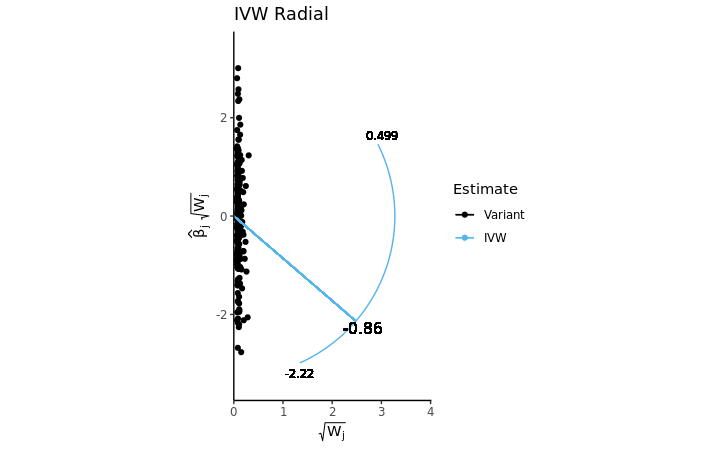 IVW Radial
0.499
2
0
-2
-0.86
-2.22
0 1 2 3 4
β̂j √Wj
√Wj
Estimate
Variant
IVW